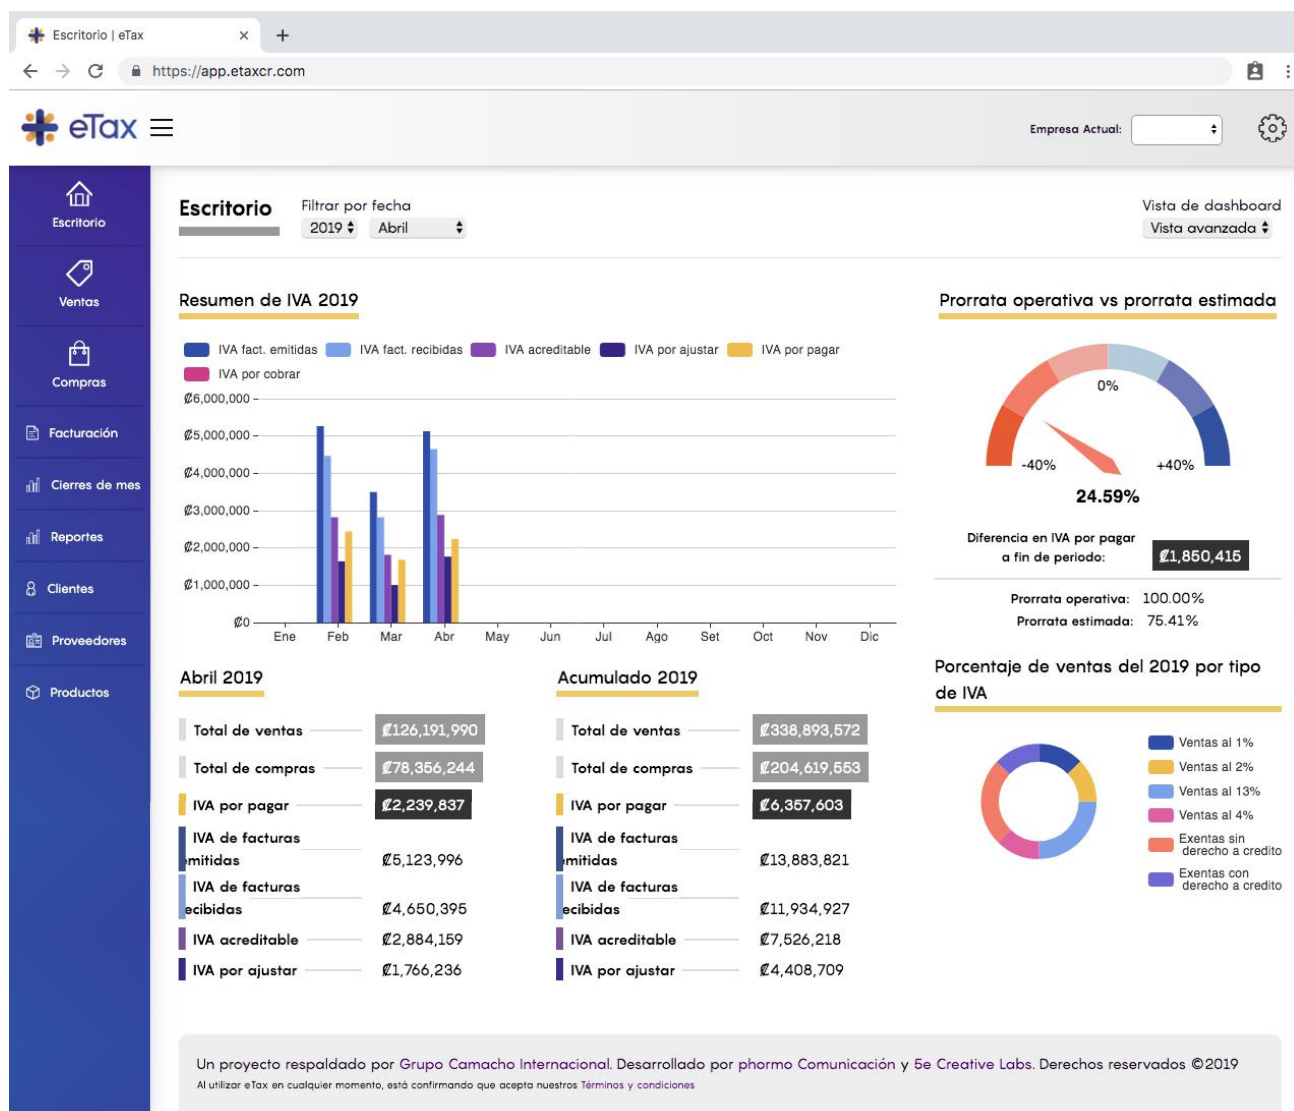 Escritorio | eTax
https://app.etaxcr.com
eTax
Empresa Actual:
Escritorio
Ventas
Compras
Facturación
Cierres de mes
Reportes
Clientes
Proveedores
Productos
Escritorio
Filtrar por fecha
2019
Abril
Vista de dashboard
Vista avanzada
Resumen de IVA 2019
IVA fact. emitidas
IVA fact. recibidas
IVA acreditable
IVA por ajustar
IVA por pagar
IVA por cobrar
₡6,000,000
₡5,000,000
₡4,000,000
₡3,000,000
₡2,000,000
₡1,000,000
₡0
Ene Feb Mar Abr May Jun Jul Ago Set Oct Nov Dic
Prorrata operativa vs prorrata estimada
0%
-40%
+40%
24.59%
Diferencia en IVA por pagar
a fin de periodo:
₡1,850,415
Prorrata operativa: 100.00%
Prorrata estimada: 75.41%
Abril 2019
Total de ventas ₡126,191,990
Total de compras ₡78,356,244
IVA por pagar ₡2,239,837
IVA de facturas
mitidas ₡5,123,996
IVA de facturas
ecibidas ₡4,650,395
IVA acreditable ₡2,884,159
IVA por ajustar ₡1,766,236
Acumulado 2019
Total de ventas ₡338,893,572
Total de compras ₡204,619,553
IVA por pagar ₡6,357,603
IVA de facturas
mitidas ₡13,883,821
IVA de facturas
ecibidas ₡11,934,927
IVA acreditable ₡7,526,218
IVA por ajustar ₡4,408,709
Porcentaje de ventas del 2019 por tipo
de IVA
Ventas al 1%
Ventas al 2%
Ventas al 13%
Ventas al 4%
Exentas sin
derecho a credito
Exentas con
derecho a credito
Un proyecto respaldado por Grupo Camacho Internacional. Desarrollado por phormo Comunicación y 5e Creative Labs. Derechos reservados ©2019
Al utilizar eTax en cualquier momento, está confirmando que acepta nuestros Términos y condiciones